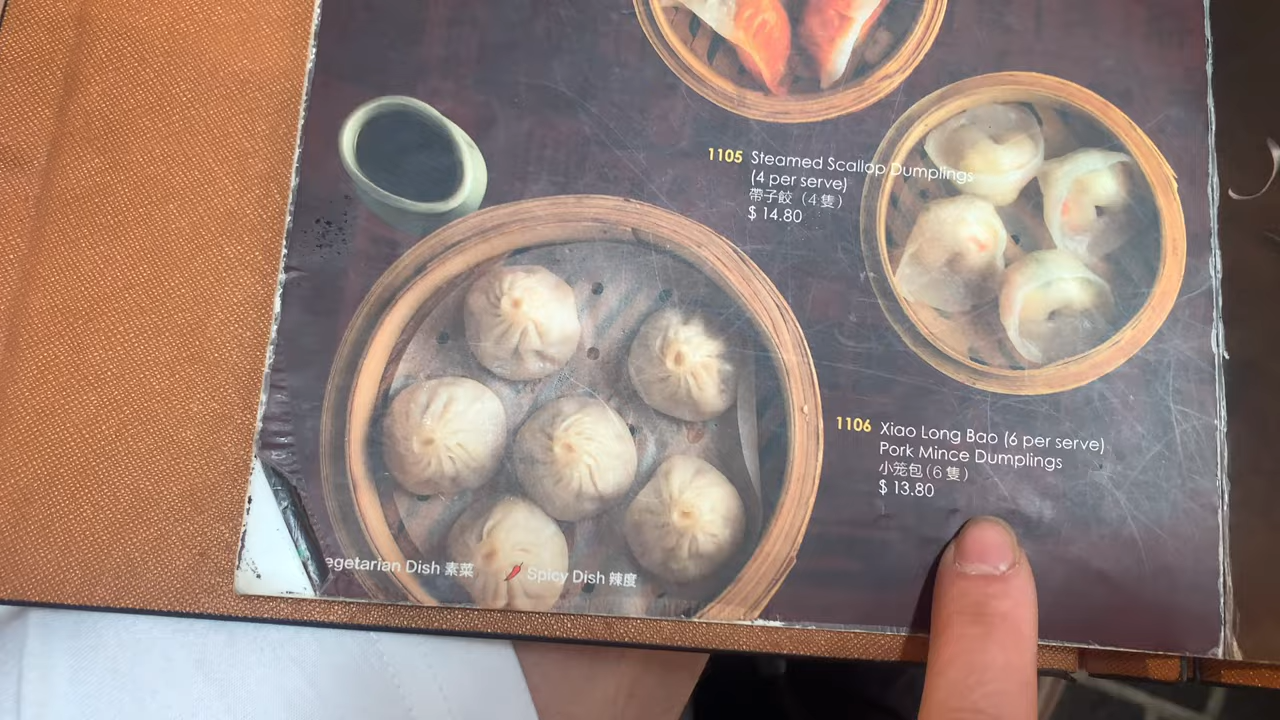 1105 Steamed Scallop Dumplings
(4 per serve)
帶子餃（4 隻）
$ 14.80
1106 Xiao Long Bao (6 per serve)
Pork Mince Dumplings
小笼包（6 隻）
$ 13.80
egetarian Dish 素菜
Spicy Dish 辣度